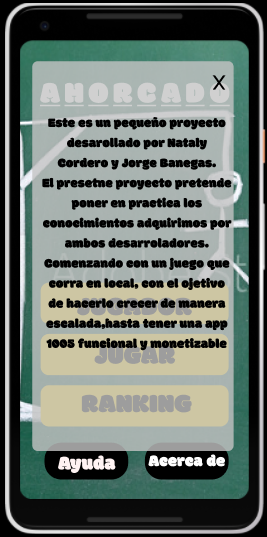 X
AHORCADO
Este es un pequeño proyecto
desarollado por Nataly
Cordero y Jorge Banegas.
El presetne proyecto pretende
poner en practica los
conocimientos adquirimos por
ambos desarroladores.
Comenzando con un juego que
corra en local, con el ojetivo
de hacerlo crecer de manera
escalada,hasta tener una app
1005 funcional y monetizable
JUGADOR
JUGAR
RANKING
Ayuda
Acerca de